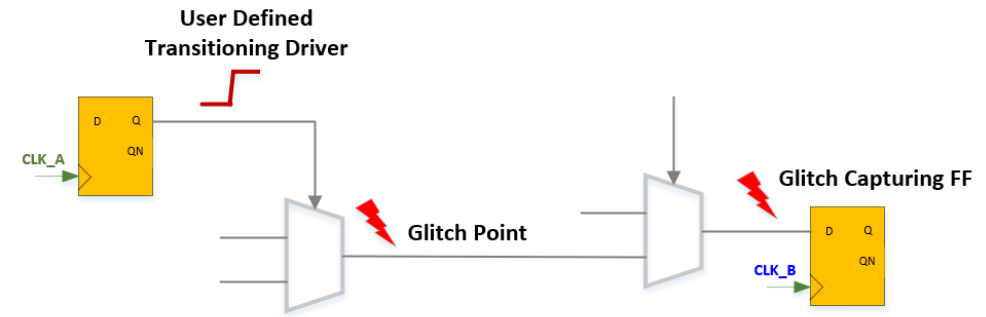 User Defined
Transitioning Driver
D Q
QN
CLK_A
Glitch Point
Glitch Capturing FF
D Q
QN
CLK_B